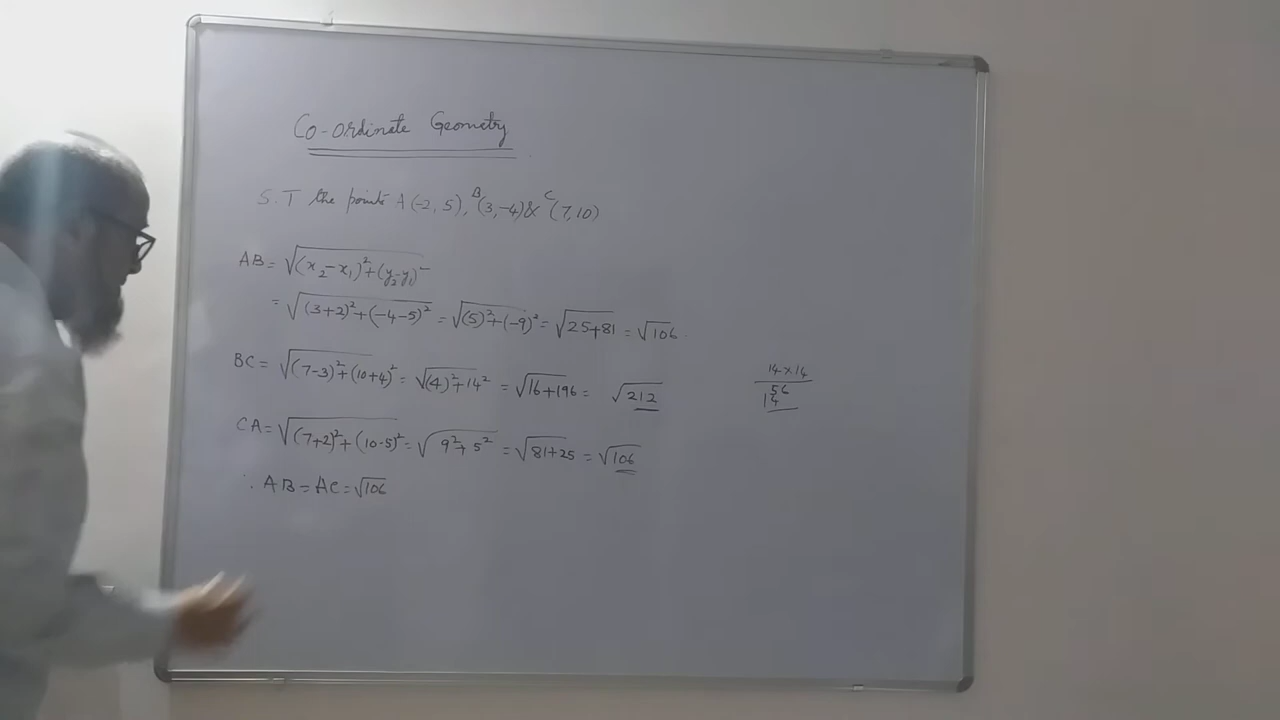 Co-ordinate Geometry
S.T the points A(-2, 5), B(3, -4) & C(7, 10)
AB = √(x₂-x₁)²+(y₂-y₁)²
= √(3+2)²+(-4-5)² = √(5)²+(-9)² = √25+81 = √106
BC = √(7-3)²+(10+4)² = √(4)²+14² = √16+196 = √212
14×14
56
14
CA = √(7+2)²+(10-5)² = √9²+5² = √81+25 = √106
∴ AB = AC = √106